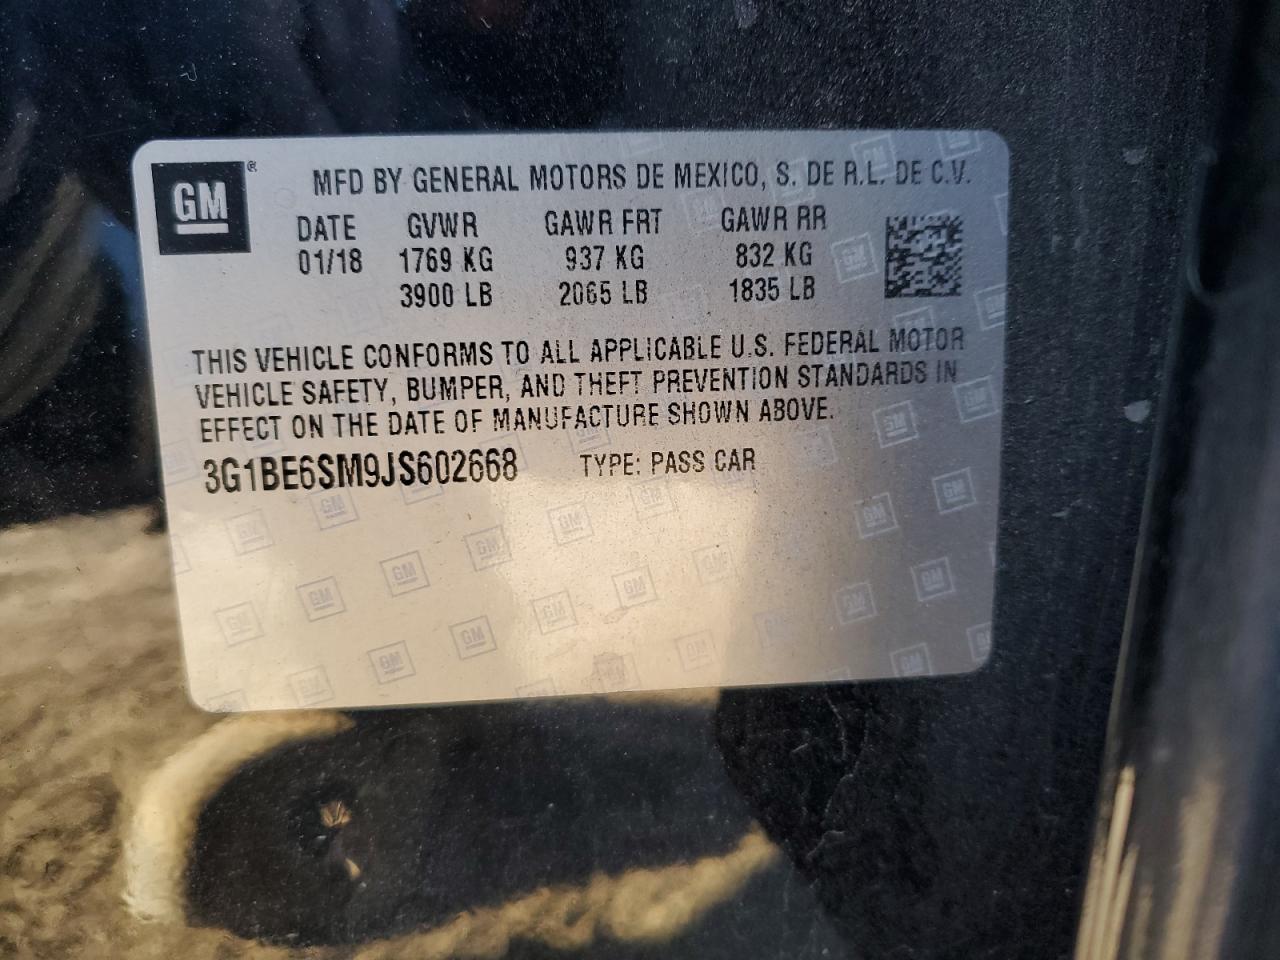 GM ® MFD BY GENERAL MOTORS DE MEXICO, S. DE R.L. DE C.V.
DATE GVWR GAWR FRT GAWR RR
01/18 1769 KG 937 KG 832 KG
3900 LB 2065 LB 1835 LB
THIS VEHICLE CONFORMS TO ALL APPLICABLE U.S. FEDERAL MOTOR
VEHICLE SAFETY, BUMPER, AND THEFT PREVENTION STANDARDS IN
EFFECT ON THE DATE OF MANUFACTURE SHOWN ABOVE.
3G1BE6SM9JS602668 TYPE: PASS CAR